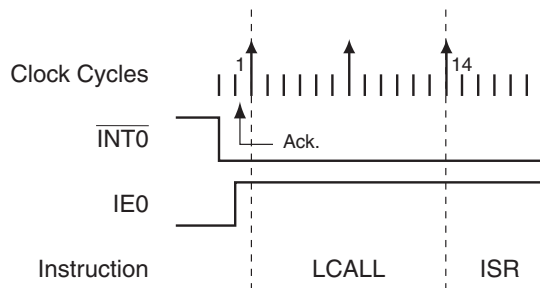 Clock Cycles 1 14
INT0 Ack.
IE0
Instruction LCALL ISR